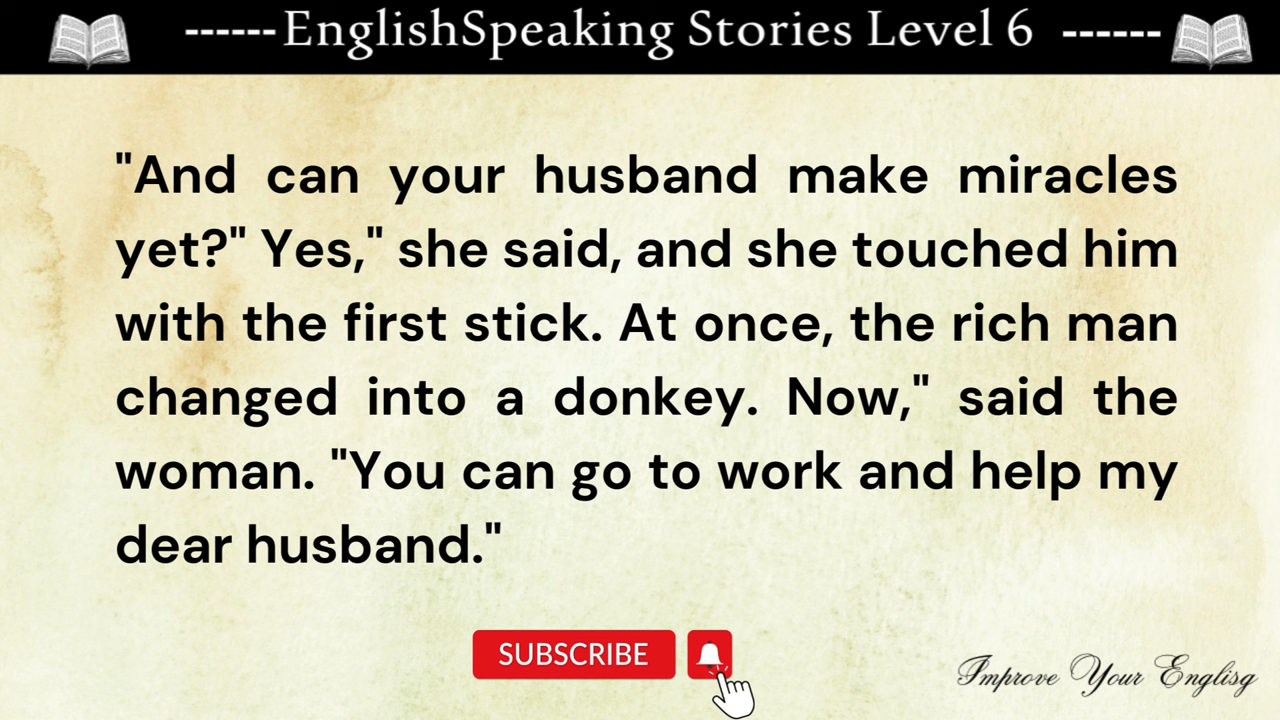 ------EnglishSpeaking Stories Level 6 ------
"And can your husband make miracles
yet?" Yes," she said, and she touched him
with the first stick. At once, the rich man
changed into a donkey. Now," said the
woman. "You can go to work and help my
dear husband."
SUBSCRIBE
Improve Your Englisg